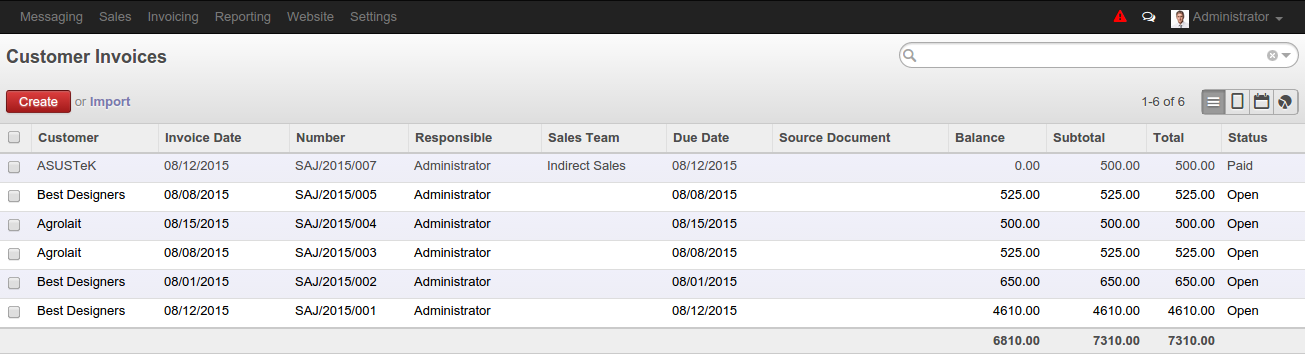 Messaging Sales Invoicing Reporting Website Settings Administrator
Customer Invoices
Create or Import 1-6 of 6
Customer Invoice Date Number Responsible Sales Team Due Date Source Document Balance Subtotal Total Status
ASUSTeK 08/12/2015 SAJ/2015/007 Administrator Indirect Sales 08/12/2015 0.00 500.00 500.00 Paid
Best Designers 08/08/2015 SAJ/2015/005 Administrator 08/08/2015 525.00 525.00 525.00 Open
Agrolait 08/15/2015 SAJ/2015/004 Administrator 08/15/2015 500.00 500.00 500.00 Open
Agrolait 08/08/2015 SAJ/2015/003 Administrator 08/08/2015 525.00 525.00 525.00 Open
Best Designers 08/01/2015 SAJ/2015/002 Administrator 08/01/2015 650.00 650.00 650.00 Open
Best Designers 08/12/2015 SAJ/2015/001 Administrator 08/12/2015 4610.00 4610.00 4610.00 Open
6810.00 7310.00 7310.00